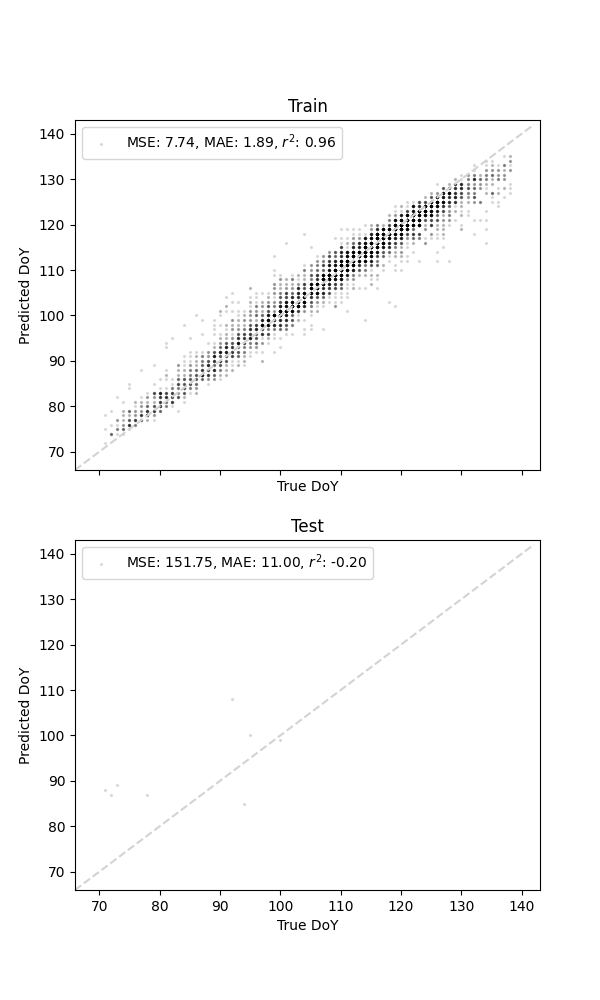 Train
MSE: 7.74, MAE: 1.89, r²: 0.96
140
130
120
110
100
90
80
70
Predicted DoY
True DoY
Test
MSE: 151.75, MAE: 11.00, r²: -0.20
140
130
120
110
100
90
80
70
Predicted DoY
70 80 90 100 110 120 130 140
True DoY